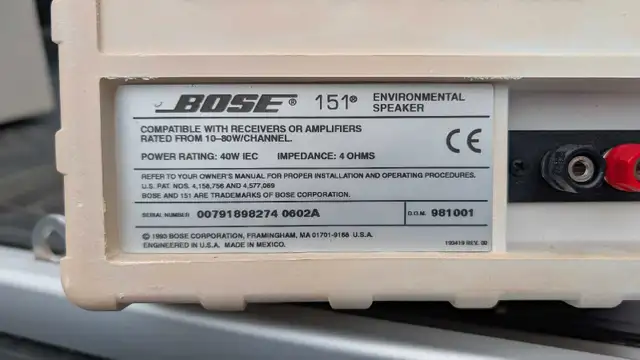 BOSE® 151® ENVIRONMENTAL SPEAKER
COMPATIBLE WITH RECEIVERS OR AMPLIFIERS
RATED FROM 10-80W/CHANNEL.
POWER RATING: 40W IEC IMPEDANCE: 4 OHMS
CE
REFER TO YOUR OWNER'S MANUAL FOR PROPER INSTALLATION AND OPERATING PROCEDURES.
U.S. PAT. NOS. 4,158,756 AND 4,577,069
BOSE AND 151 ARE TRADEMARKS OF BOSE CORPORATION.
SERIAL NUMBER 00791898274 0602A D.O.M. 981001
BOSE CORPORATION, FRAMINGHAM, MA 01701-9168 U.S.A.
ENGINEERED IN U.S.A. MADE IN MEXICO. REV. 00